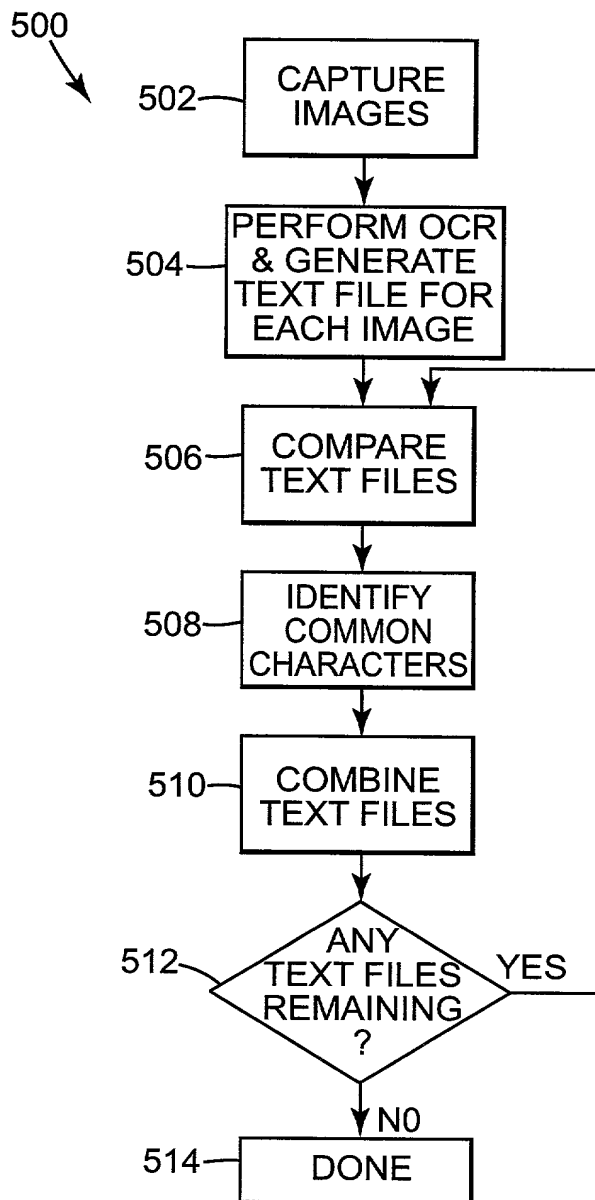 500
502
CAPTURE
IMAGES
504
PERFORM OCR
& GENERATE
TEXT FILE FOR
EACH IMAGE
506
COMPARE
TEXT FILES
508
IDENTIFY
COMMON
CHARACTERS
510
COMBINE
TEXT FILES
512
ANY
TEXT FILES
REMAINING
?
YES
NO
514
DONE